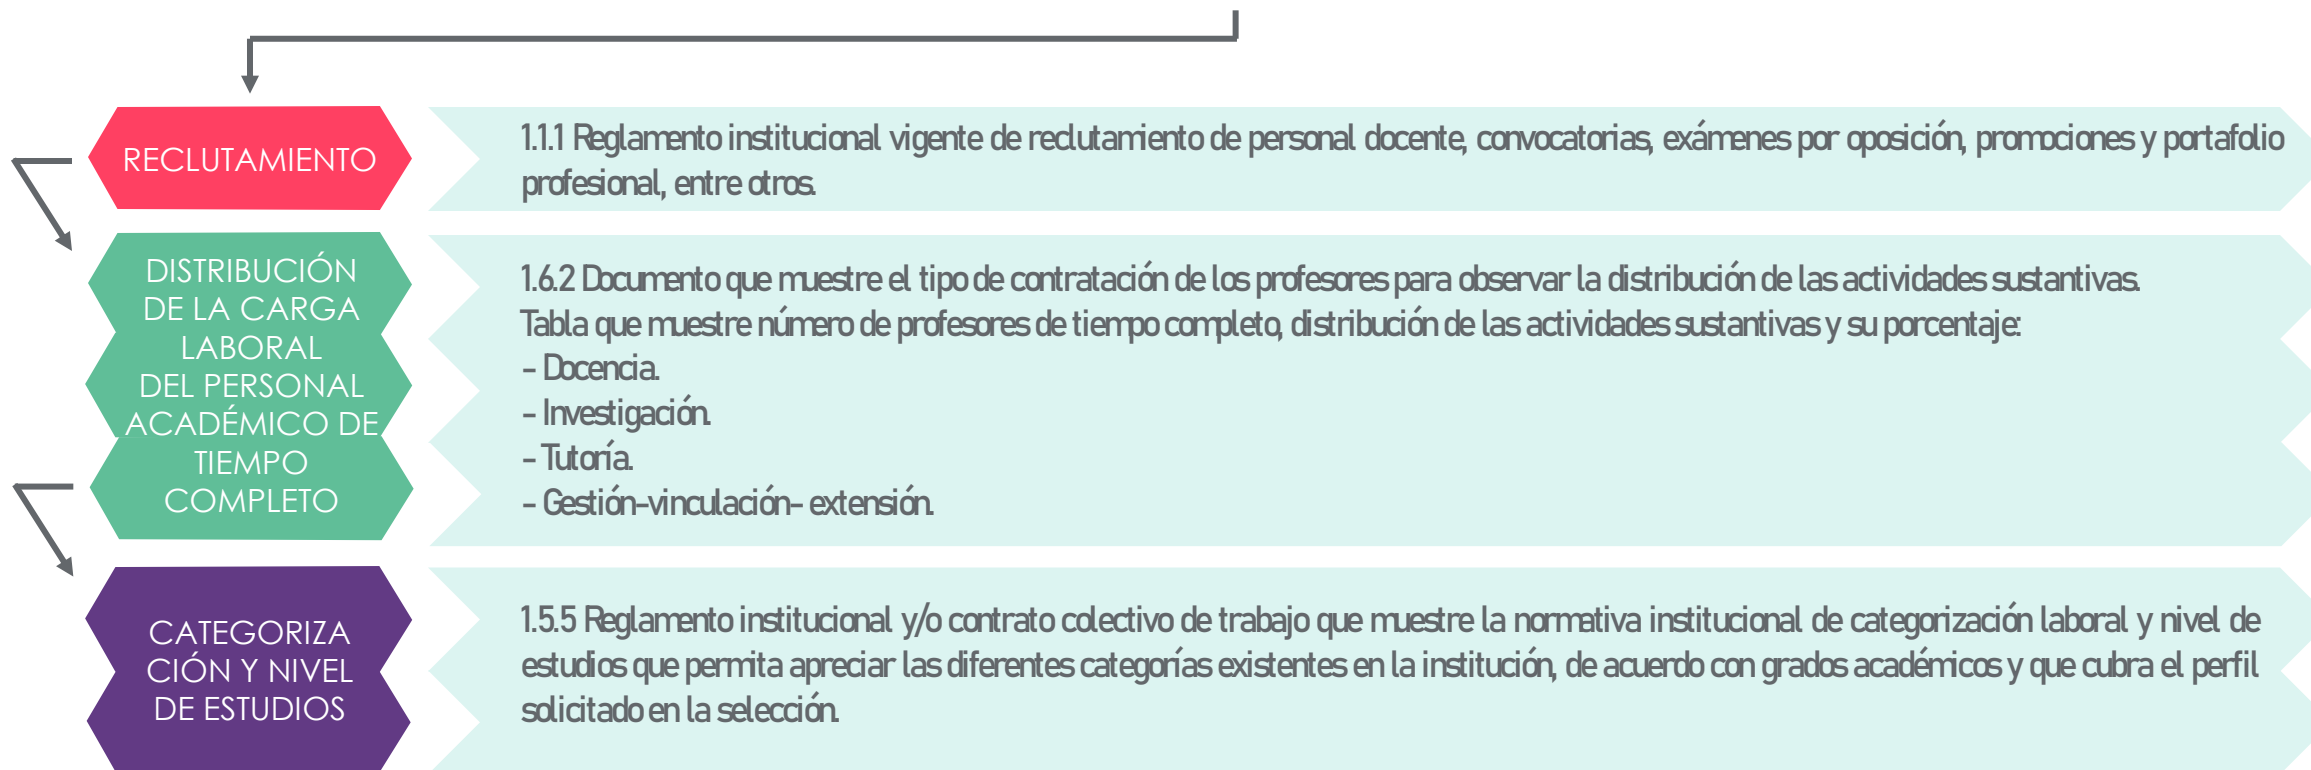 RECLUTAMIENTO
1.1.1 Reglamento institucional vigente de reclutamiento de personal docente, convocatorias, exámenes por oposición, promociones y portafolio
profesional, entre otros.
DISTRIBUCIÓN
DE LA CARGA
LABORAL
DEL PERSONAL
ACADÉMICO DE
TIEMPO
COMPLETO
1.6.2 Documento que muestre el tipo de contratación de los profesores para observar la distribución de las actividades sustantivas.
Tabla que muestre número de profesores de tiempo completo, distribución de las actividades sustantivas y su porcentaje:
- Docencia.
- Investigación.
- Tutoría.
- Gestión-vinculación- extensión.
CATEGORIZA
CIÓN Y NIVEL
DE ESTUDIOS
1.5.5 Reglamento institucional y/o contrato colectivo de trabajo que muestre la normativa institucional de categorización laboral y nivel de
estudios que permita apreciar las diferentes categorías existentes en la institución, de acuerdo con grados académicos y que cubra el perfil
solicitado en la selección.